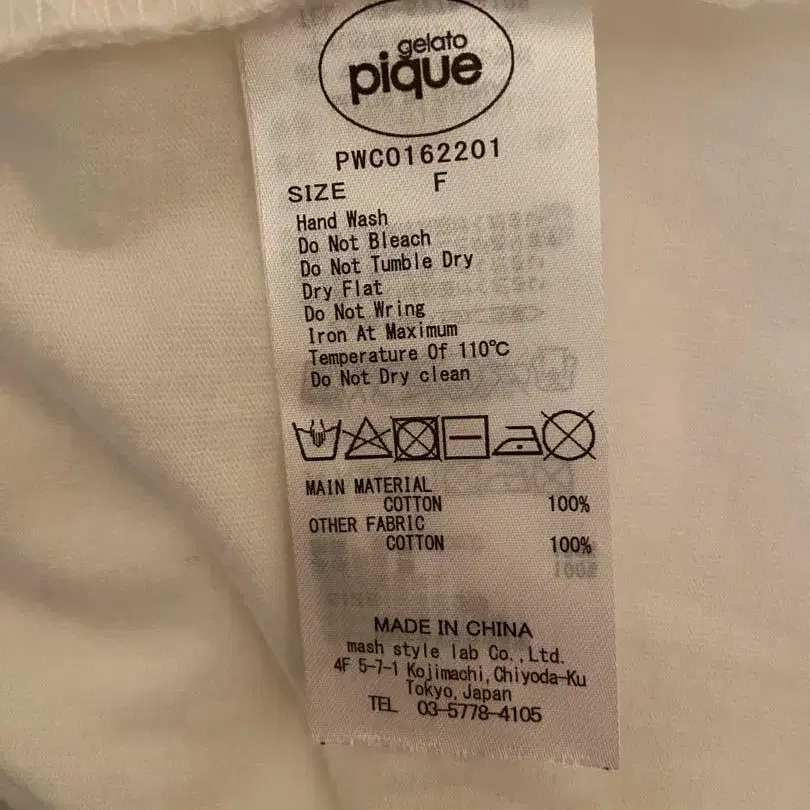 gelato
pique
PWCO162201
SIZE F
Hand Wash
Do Not Bleach
Do Not Tumble Dry
Dry Flat
Do Not Wring
Iron At Maximum
Temperature Of 110℃
Do Not Dry clean
MAIN MATERIAL
COTTON 100%
OTHER FABRIC
COTTON 100%
MADE IN CHINA
mash style lab Co.,Ltd.
4F 5-7-1 Kojimachi,Chiyoda-Ku
Tokyo,Japan
TEL 03-5778-4105